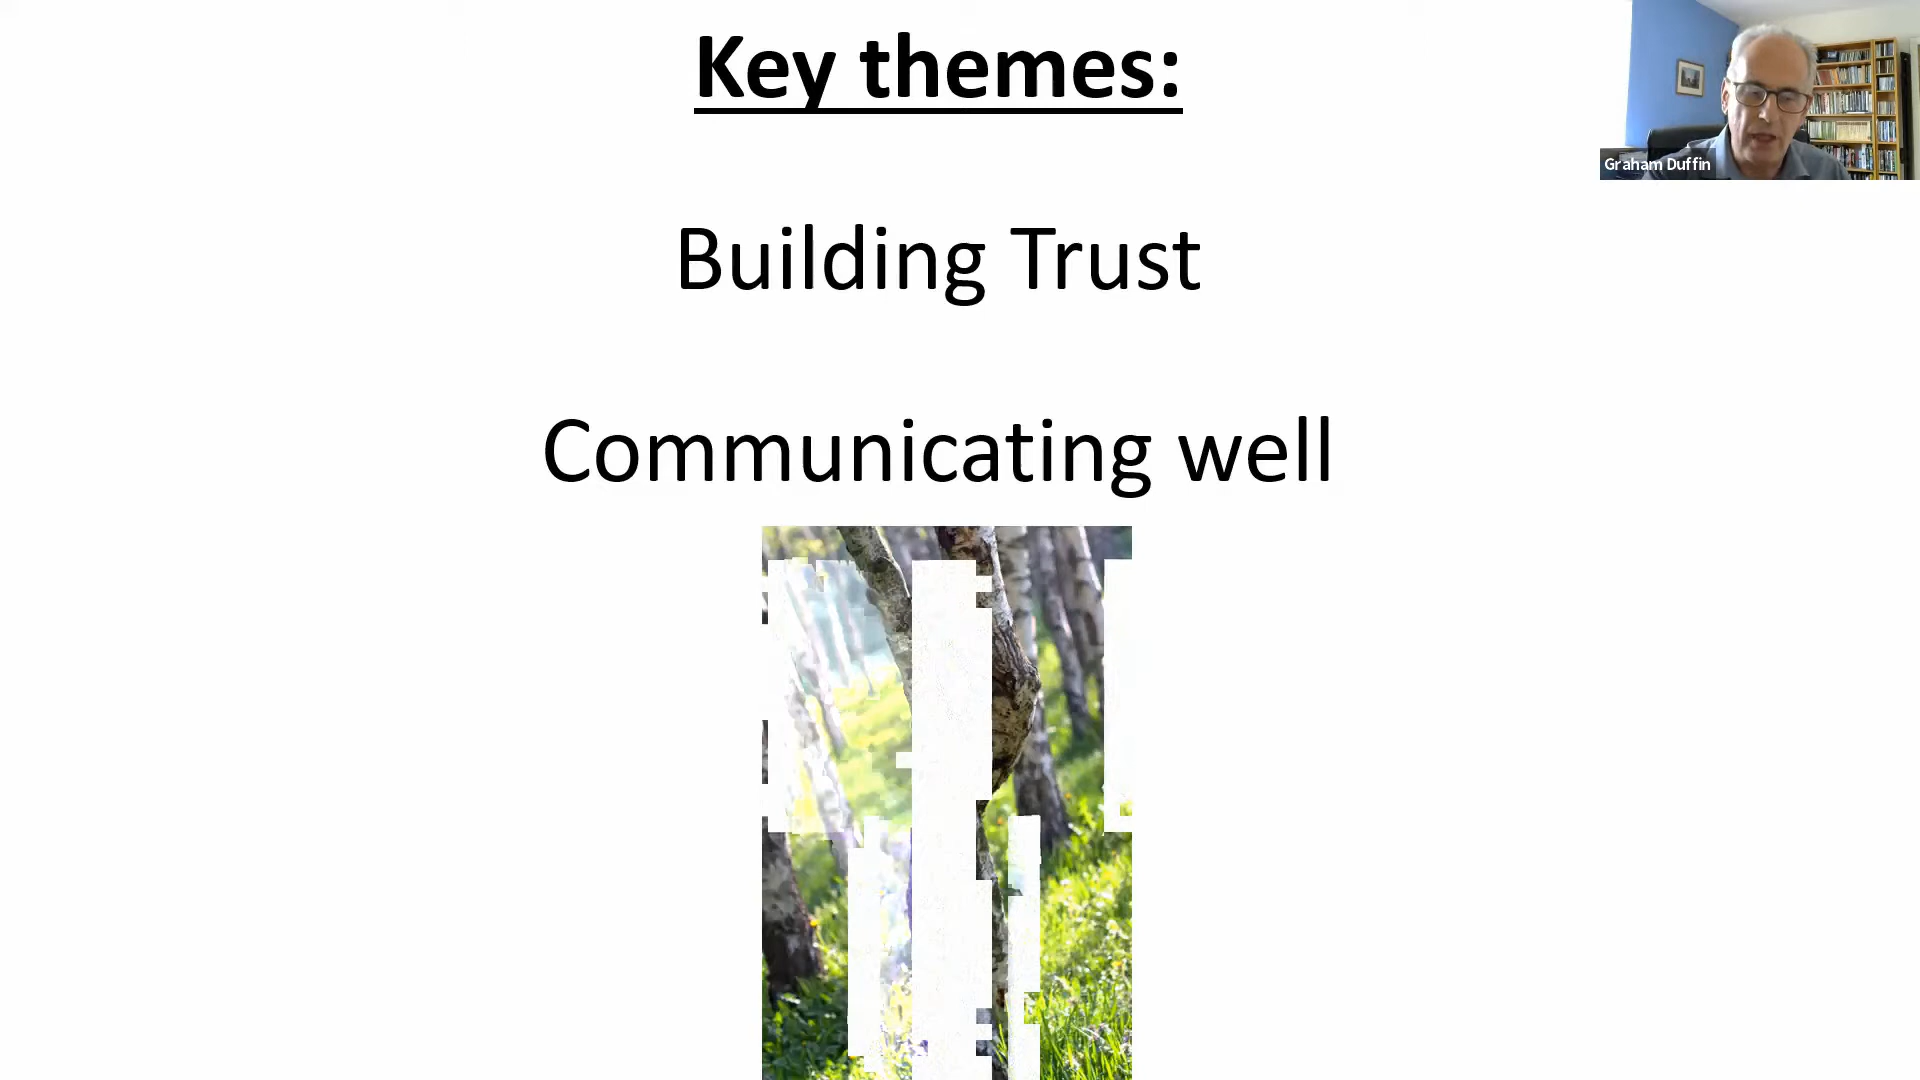 Key themes:
Graham Duffin
Building Trust
Communicating well